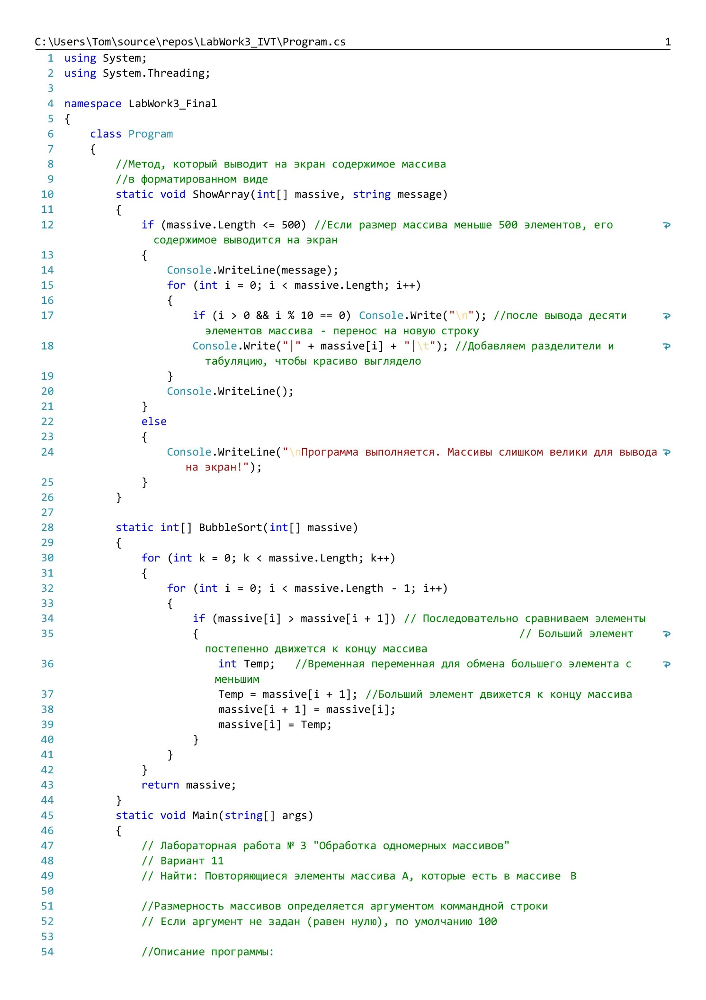 C:\Users\Tom\source\repos\LabWork3_IVT\Program.cs 1
1 using System;
2 using System.Threading;
3
4 namespace LabWork3_Final
5 {
6 class Program
7 {
8 //Метод, который выводит на экран содержимое массива
9 //в форматированном виде
10 static void ShowArray(int[] massive, string message)
11 {
12 if (massive.Length <= 500) //Если размер массива меньше 500 элементов, его
содержимое выводится на экран
13 {
14 Console.WriteLine(message);
15 for (int i = 0; i < massive.Length; i++)
16 {
17 if (i > 0 && i % 10 == 0) Console.Write("\n"); //после вывода десяти
элементов массива - перенос на новую строку
18 Console.Write("|" + massive[i] + "|\t"); //Добавляем разделители и
табуляцию, чтобы красиво выглядело
19 }
20 Console.WriteLine();
21 }
22 else
23 {
24 Console.WriteLine("\nПрограмма выполняется. Массивы слишком велики для вывода
на экран!");
25 }
26 }
27
28 static int[] BubbleSort(int[] massive)
29 {
30 for (int k = 0; k < massive.Length; k++)
31 {
32 for (int i = 0; i < massive.Length - 1; i++)
33 {
34 if (massive[i] > massive[i + 1]) // Последовательно сравниваем элементы
35 { // Больший элемент
постепенно движется к концу массива
36 int Temp; //Временная переменная для обмена большего элемента с
меньшим
37 Temp = massive[i + 1]; //Больший элемент движется к концу массива
38 massive[i + 1] = massive[i];
39 massive[i] = Temp;
40 }
41 }
42 }
43 return massive;
44 }
45 static void Main(string[] args)
46 {
47 // Лабораторная работа № 3 "Обработка одномерных массивов"
48 // Вариант 11
49 // Найти: Повторяющиеся элементы массива А, которые есть в массиве В
50
51 //Размерность массивов определяется аргументом коммандной строки
52 // Если аргумент не задан (равен нулю), по умолчанию 100
53
54 //Описание программы: